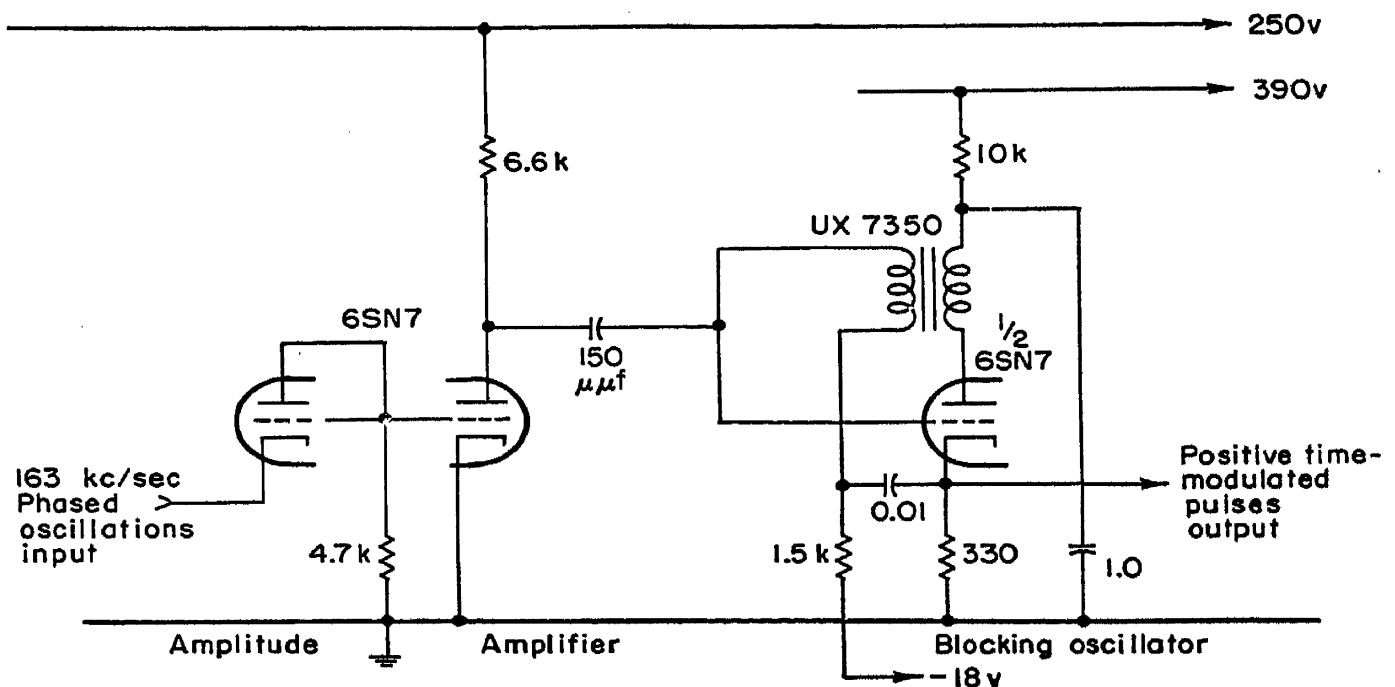 250v
390v
6.6k
10k
UX 7350
6SN7
150
μμf
1/2
6SN7
163 kc/sec
Phased
oscillations
input
4.7k
0.01
1.5k
330
1.0
Positive time-
modulated
pulses
output
Amplitude
Amplifier
Blocking oscillator
-18v